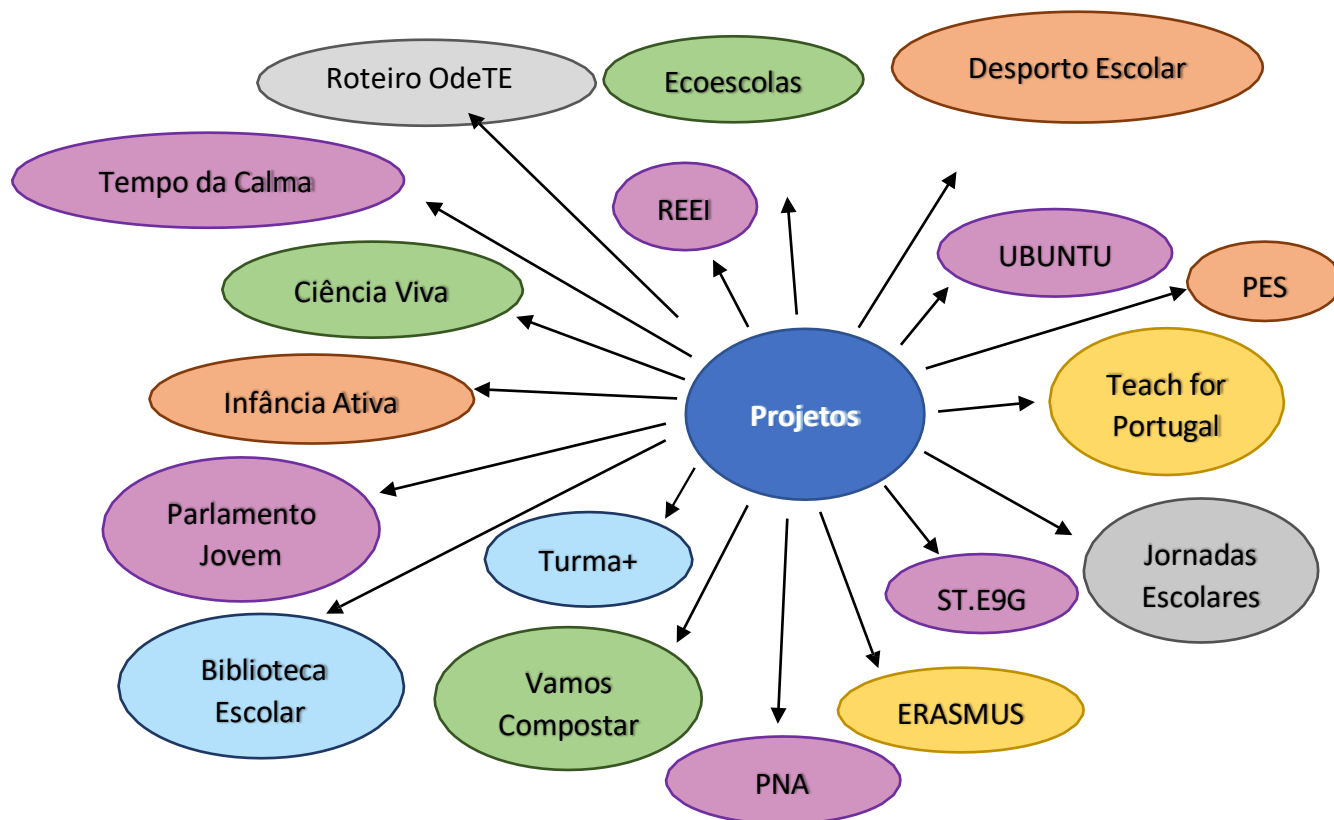 Roteiro OdeTE
Ecoescolas
Desporto Escolar
Tempo da Calma
REEI
UBUNTU
Ciência Viva
PES
Infância Ativa
Projetos
Teach for
Portugal
Parlamento
Jovem
Turma+
ST.E9G
Jornadas
Escolares
Biblioteca
Escolar
Vamos
Compostar
ERASMUS
PNA